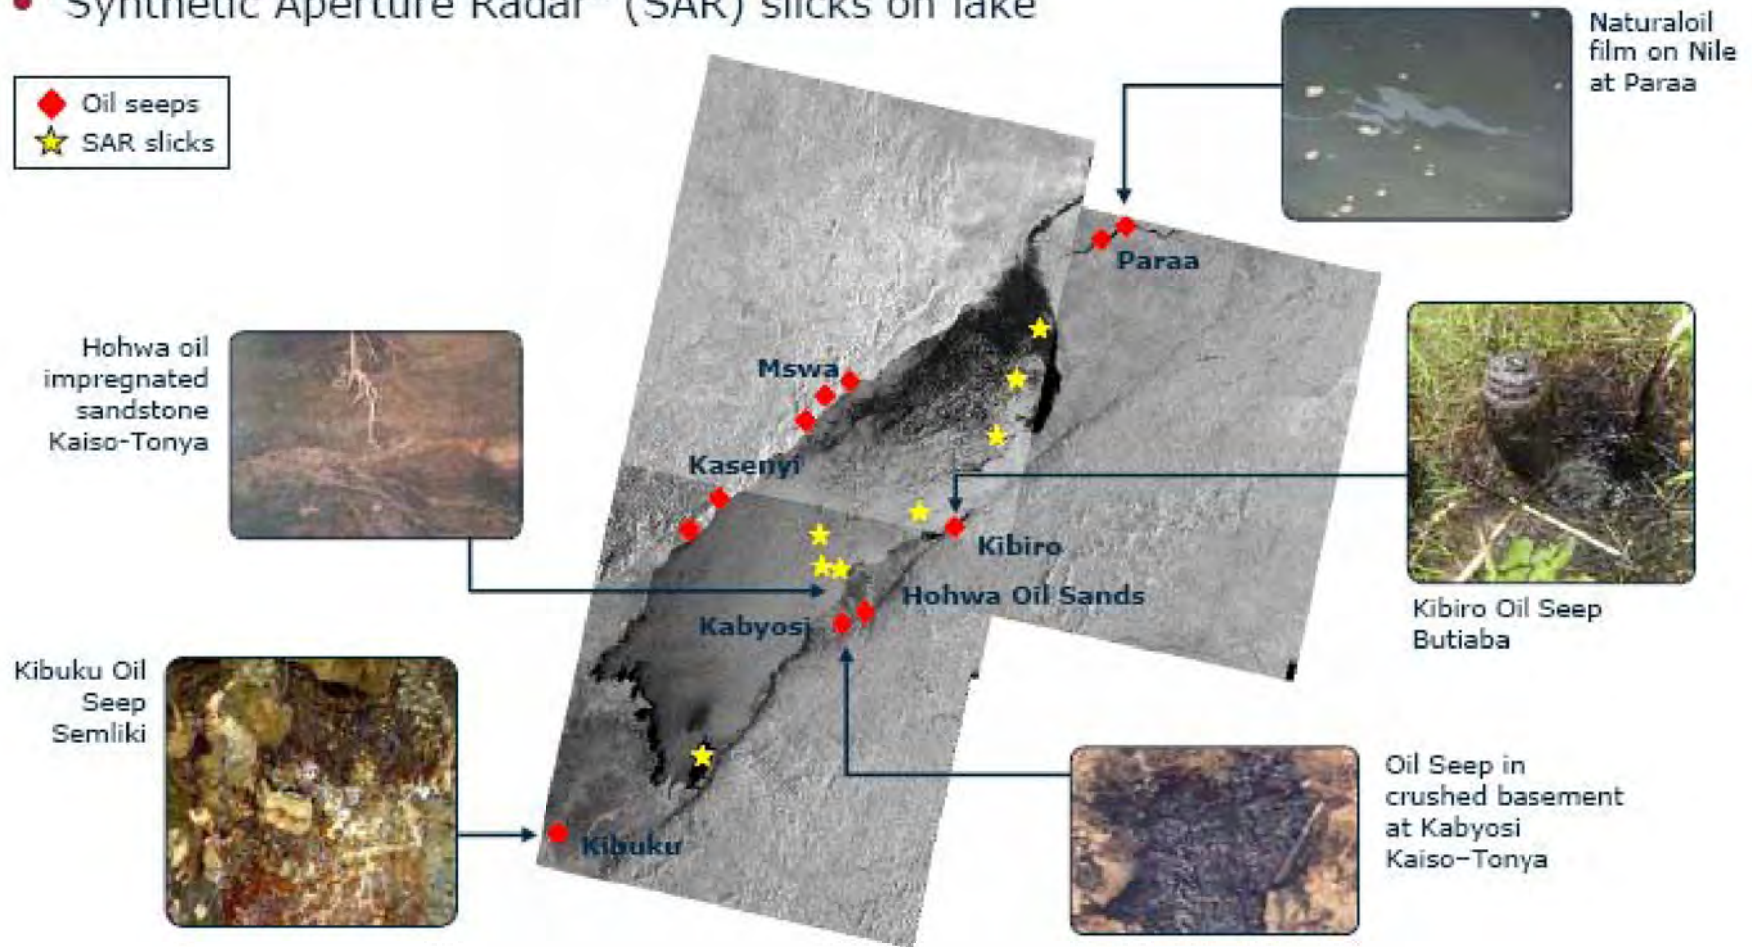 • Synthetic Aperture Radar (SAR) slicks on lake
Oil seeps
SAR slicks
Naturaloil
film on Nile
at Paraa
Paraa
Hohwa oil
impregnated
sandstone
Kaiso-Tonya
Mswa
Kasenyi
Kibiro
Hohwa Oil Sands
Kabyosi
Kibiro Oil Seep
Butiaba
Kibuku Oil
Seep
Semliki
Kibuku
Oil Seep in
crushed basement
at Kabyosi
Kaiso-Tonya